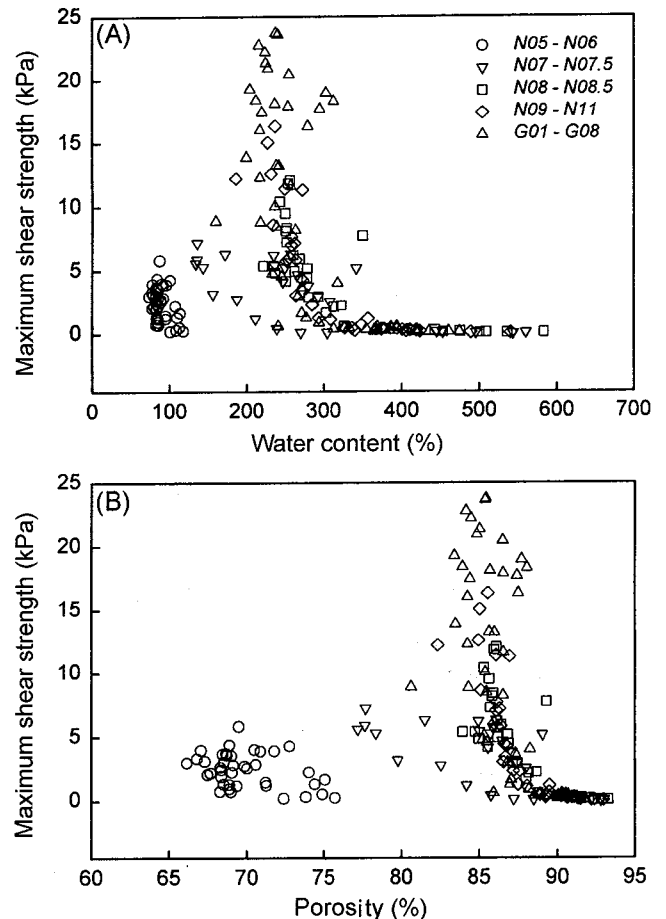 (A)
Maximum shear strength (kPa)
25
20
15
10
5
0
N05 - N06
N07 - N07.5
N08 - N08.5
N09 - N11
G01 - G08
0 100 200 300 400 500 600 700
Water content (%)
(B)
Maximum shear strength (kPa)
25
20
15
10
5
0
60 65 70 75 80 85 90 95
Porosity (%)